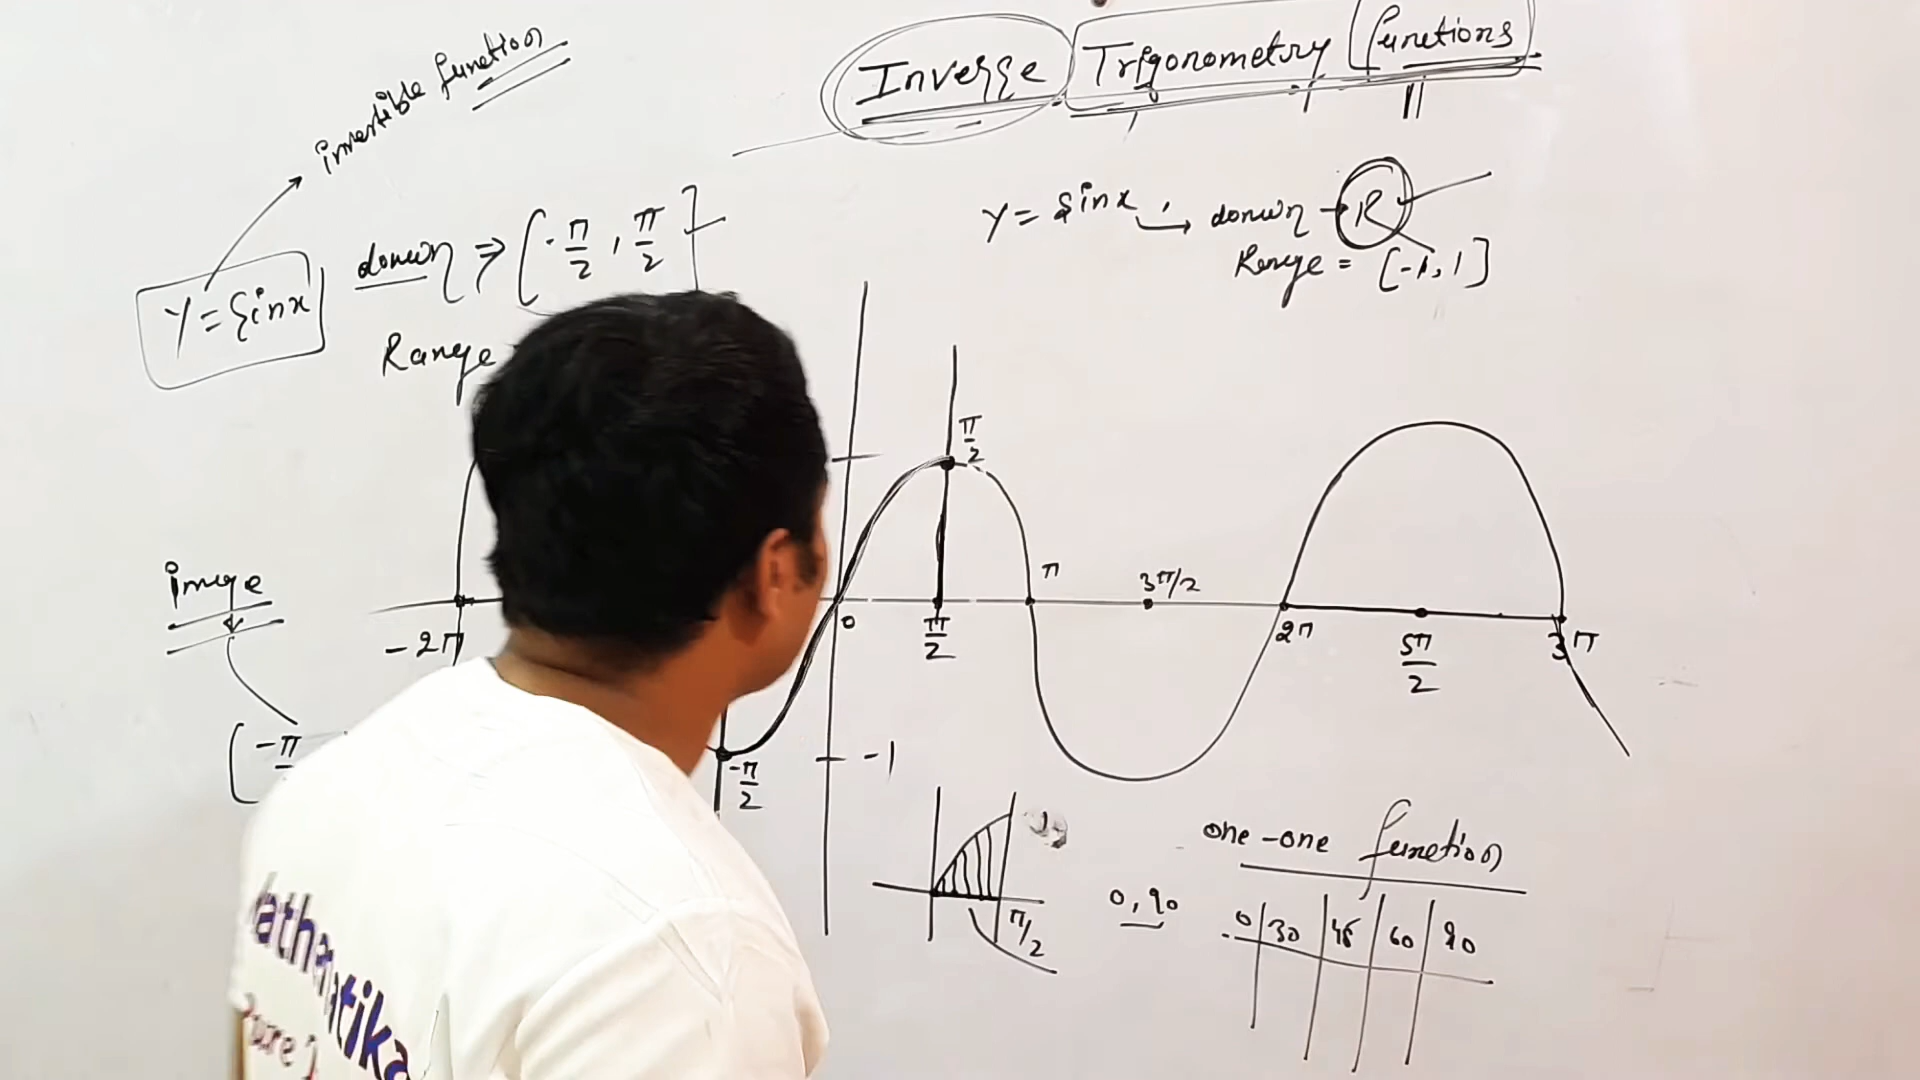 Inverse Trigonometry functions
invertible function
Y = sinx
domain ⇒ [-π/2, π/2]
Range
Y = sinx → domain → R
Range = [-1, 1]
π/2
image
-2π
0
π/2
π
3π/2
2π
5π/2
3π
[-π
-π/2
-1
π/2
0, 90
one-one function
0 30 45 60 90
Mathematika